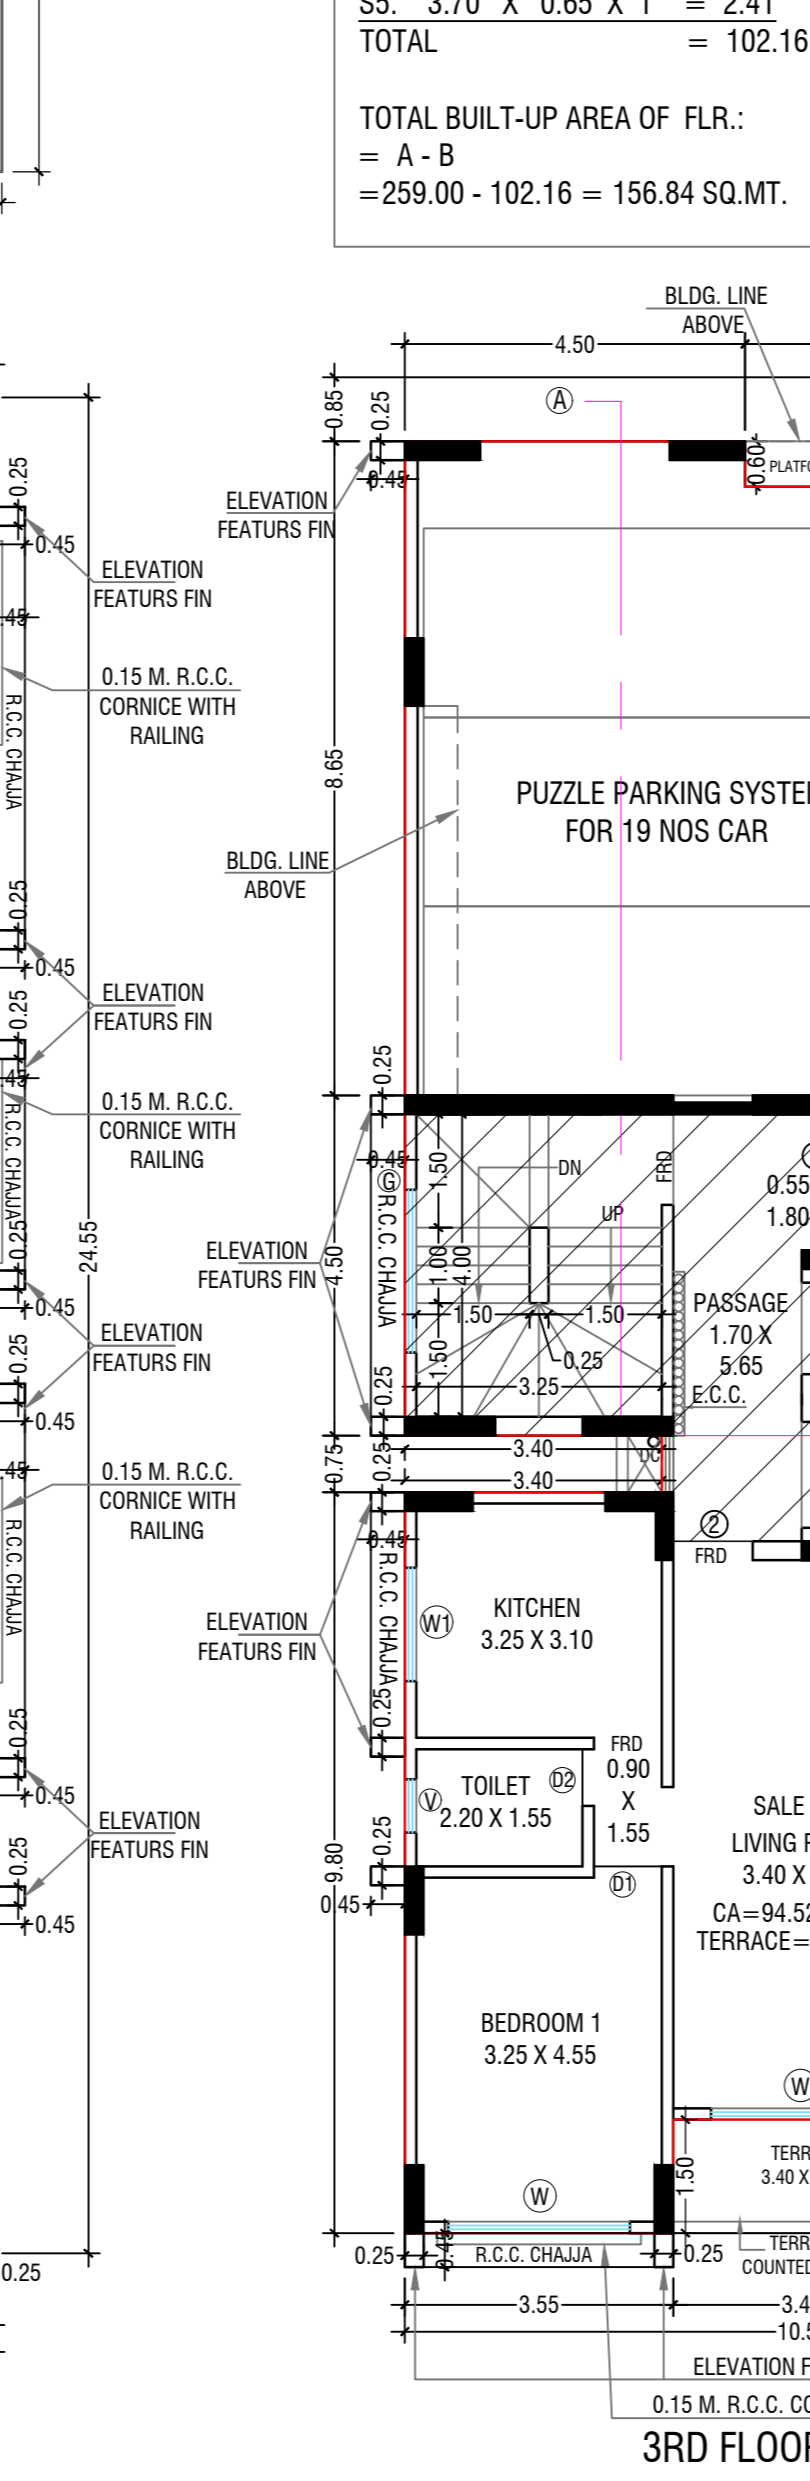 S5. 3.70 X 0.65 X 1 = 2.41
TOTAL = 102.16
TOTAL BUILT-UP AREA OF FLR.:
= A - B
=259.00 - 102.16 = 156.84 SQ.MT.
BLDG. LINE
ABOVE
4.50
A
0.85
0.25
0.45
0.60
ELEVATION
FEATURS FIN
0.25
0.45
ELEVATION
FEATURS FIN
0.15 M. R.C.C.
CORNICE WITH
RAILING
R.C.C. CHAJJA
8.65
PUZZLE PARKING SYSTE
FOR 19 NOS CAR
BLDG. LINE
ABOVE
0.25
0.45
ELEVATION
FEATURS FIN
0.25
0.15 M. R.C.C.
CORNICE WITH
RAILING
R.C.C. CHAJJA
0.25
0.45
24.55
ELEVATION
FEATURS FIN
0.25
0.45
0.25
0.45
G
R.C.C. CHAJJA
1.50
DN
FRD
UP
0.55
1.80
ELEVATION
FEATURS FIN
4.50
1.00
4.00
1.50
1.50
PASSAGE
1.70 X
5.65
1.50
0.25
3.25
E.C.C.
0.25
0.75
0.25
3.40
3.40
DC
2
FRD
0.15 M. R.C.C.
CORNICE WITH
RAILING
R.C.C. CHAJJA
0.45
R.C.C. CHAJJA
W1
KITCHEN
3.25 X 3.10
ELEVATION
FEATURS FIN
0.25
FRD
0.90
X
1.55
TOILET
2.20 X 1.55
D2
V
0.25
0.45
ELEVATION
FEATURS FIN
0.25
0.45
SALE
LIVING
3.40 X
CA=94.52
TERRACE=
9.80
0.25
0.45
D1
BEDROOM 1
3.25 X 4.55
W
W
1.50
3.40 X
0.25
0.25
0.45
R.C.C. CHAJJA
0.25
COUNTED
3.55
ELEVATION
0.15 M. R.C.C.
3RD FLOOR